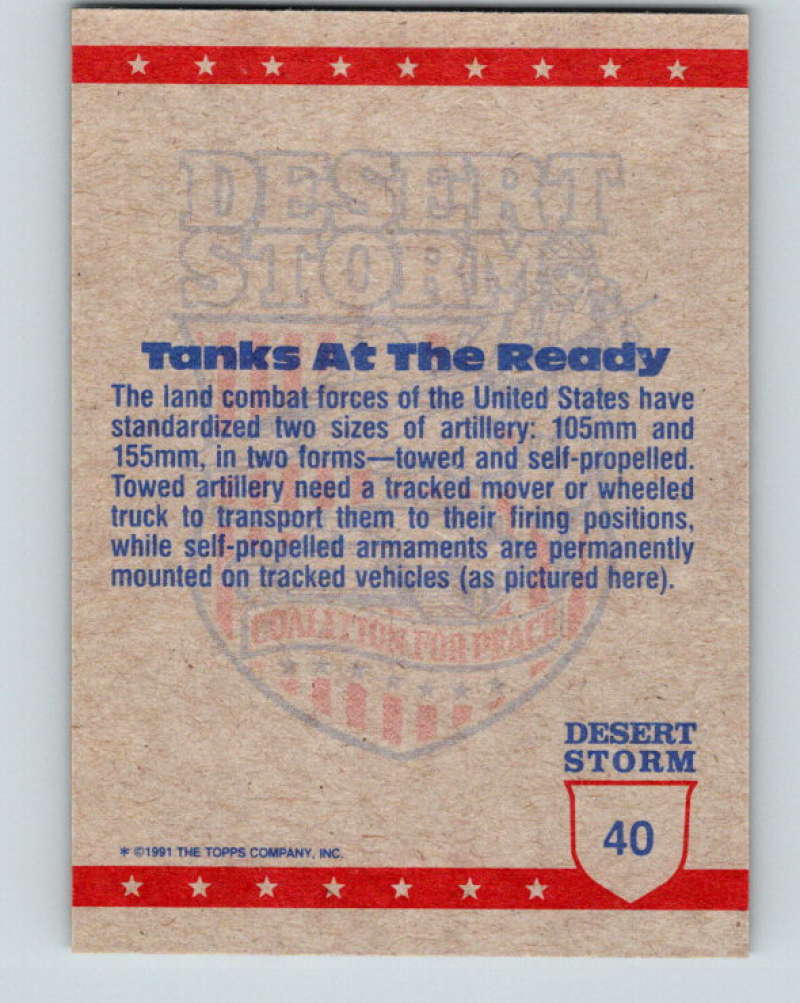 DESERT
STORM
Tanks At The Ready
The land combat forces of the United States have
standardized two sizes of artillery: 105mm and
155mm, in two forms—towed and self-propelled.
Towed artillery need a tracked mover or wheeled
truck to transport them to their firing positions,
while self-propelled armaments are permanently
mounted on tracked vehicles (as pictured here).
COALITION FOR PEACE
DESERT
STORM
40
* ©1991 THE TOPPS COMPANY, INC.